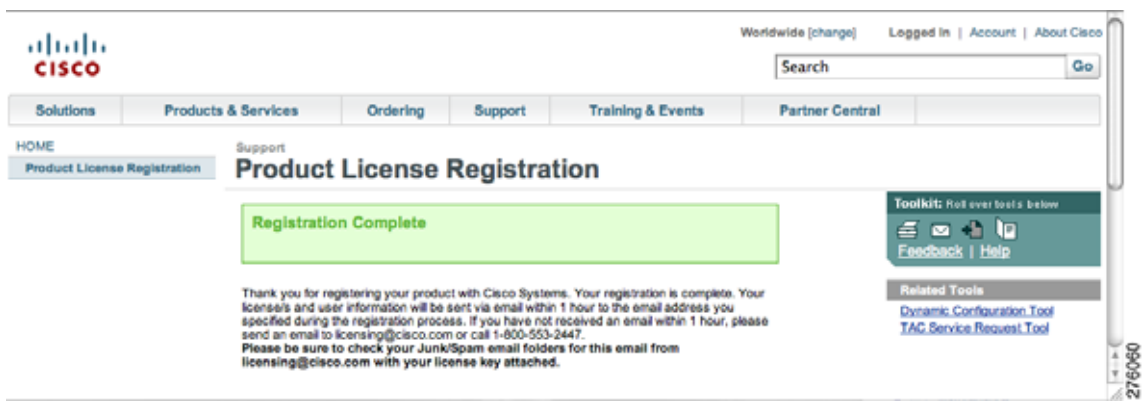 Worldwide [change] Logged In | Account | About Cisco
CISCO
Search Go
Solutions Products & Services Ordering Support Training & Events Partner Central
HOME
Product License Registration
Support
Product License Registration
Registration Complete
Toolkit: Roll over tools below
Feedback | Help
Thank you for registering your product with Cisco Systems. Your registration is complete. Your
license/s and user information will be sent via email within 1 hour to the email address you
specified during the registration process. If you have not received an email within 1 hour, please
send an email to licensing@cisco.com or call 1-800-553-2447.
Please be sure to check your Junk/Spam email folders for this email from
licensing@cisco.com with your license key attached.
Related Tools
Dynamic Configuration Tool
TAC Service Request Tool
276060